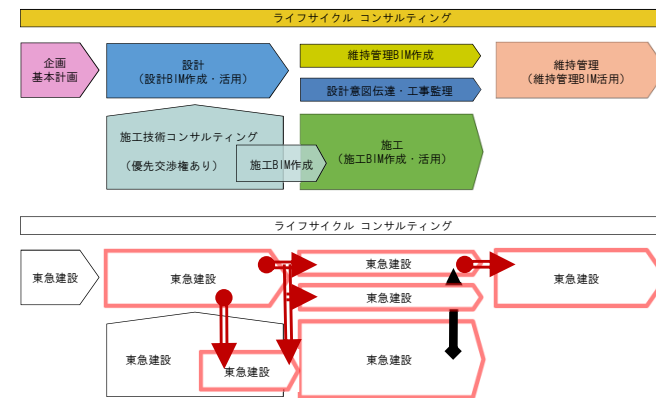 ライフサイクル コンサルティング
企画
基本計画
設計
（設計BIM作成・活用）
維持管理BIM作成
設計意図伝達・工事監理
維持管理
（維持管理BIM活用）
施工技術コンサルティング
（優先交渉権あり）
施工BIM作成
施工
（施工BIM作成・活用）
ライフサイクル コンサルティング
東急建設
東急建設
東急建設
東急建設
東急建設
東急建設
東急建設
東急建設